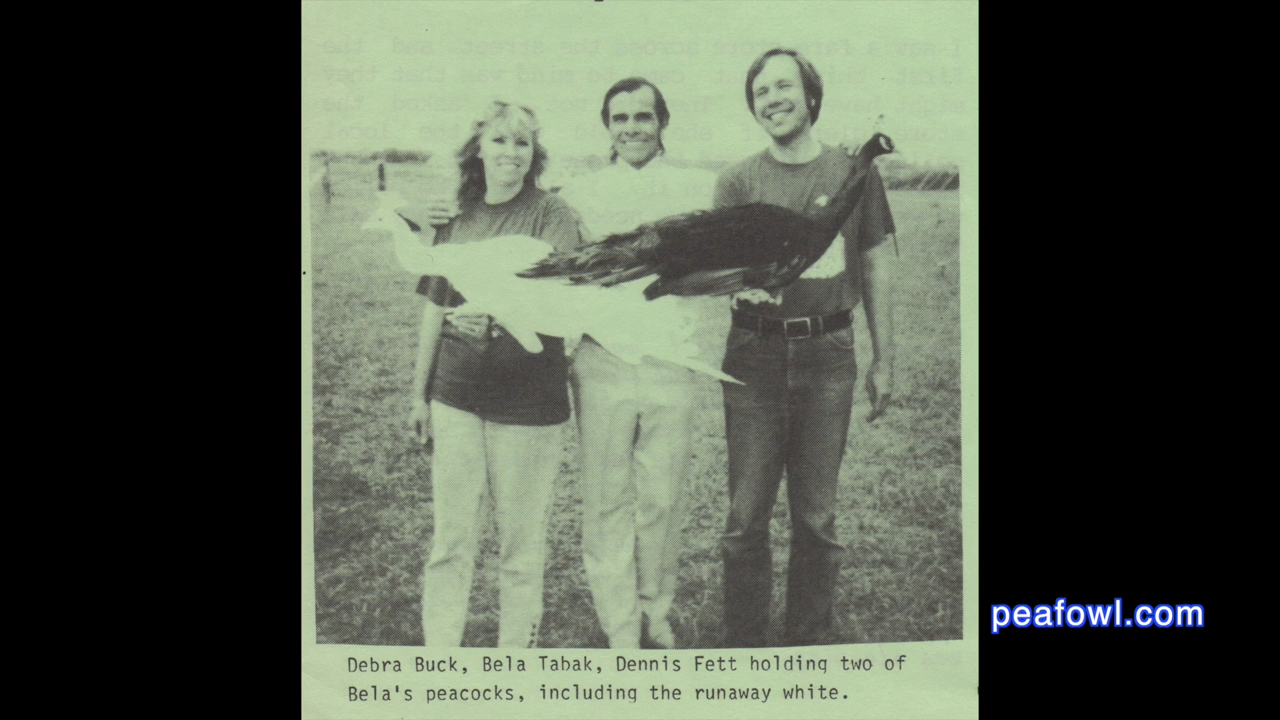 peafowl.com
Debra Buck, Bela Tabak, Dennis Fett holding two of
Bela's peacocks, including the runaway white.